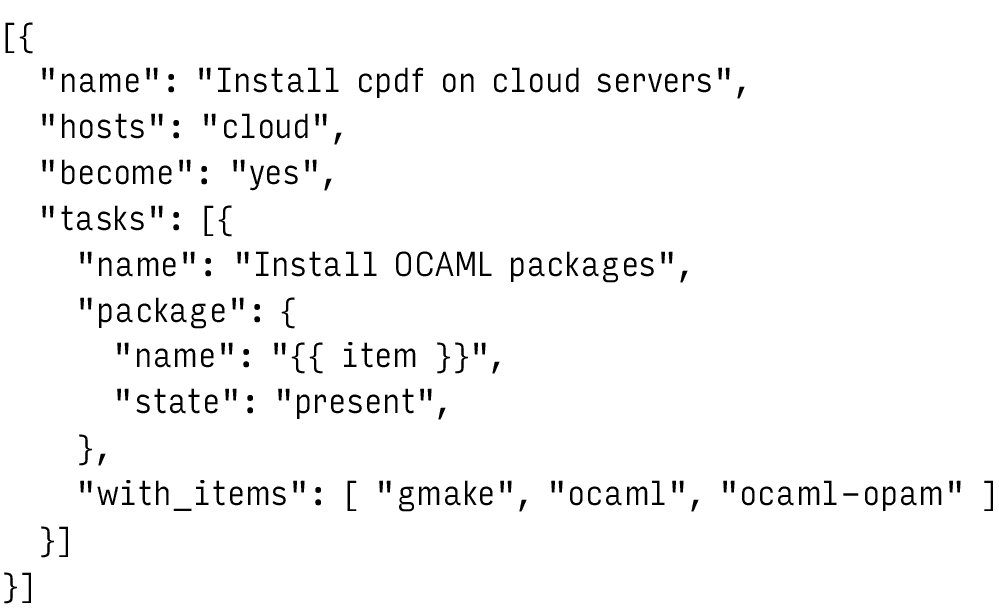 [{
  "name": "Install cpdf on cloud servers",
  "hosts": "cloud",
  "become": "yes",
  "tasks": [{
    "name": "Install OCAML packages",
    "package": {
      "name": "{{ item }}",
      "state": "present",
    },
    "with_items": [ "gmake", "ocaml", "ocaml-opam" ]
  }]
}]